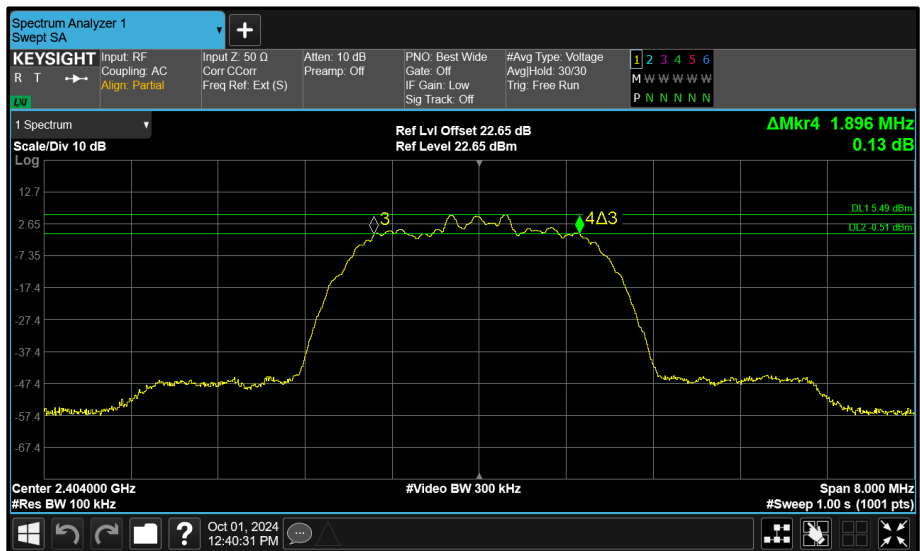 Spectrum Analyzer 1
Swept SA
+
KEYSIGHT
R T
LXI
Input: RF
Coupling: AC
Align: Partial
Input Z: 50 Ω
Corr CCorr
Freq Ref: Ext (S)
Atten: 10 dB
Preamp: Off
PNO: Best Wide
Gate: Off
IF Gain: Low
Sig Track: Off
#Avg Type: Voltage
Avg|Hold: 30/30
Trig: Free Run
1 2 3 4 5 6
M W W W W W
P N N N N N
1 Spectrum
Scale/Div 10 dB
Log
Ref Lvl Offset 22.65 dB
Ref Level 22.65 dBm
ΔMkr4 1.896 MHz
0.13 dB
12.7
2.65
-7.35
-17.4
-27.4
-37.4
-47.4
-57.4
-67.4
3
4Δ3
DL1 5.49 dBm
DL2 -0.51 dBm
Center 2.404000 GHz
#Res BW 100 kHz
#Video BW 300 kHz
Span 8.000 MHz
#Sweep 1.00 s (1001 pts)
?
Oct 01, 2024
12:40:31 PM